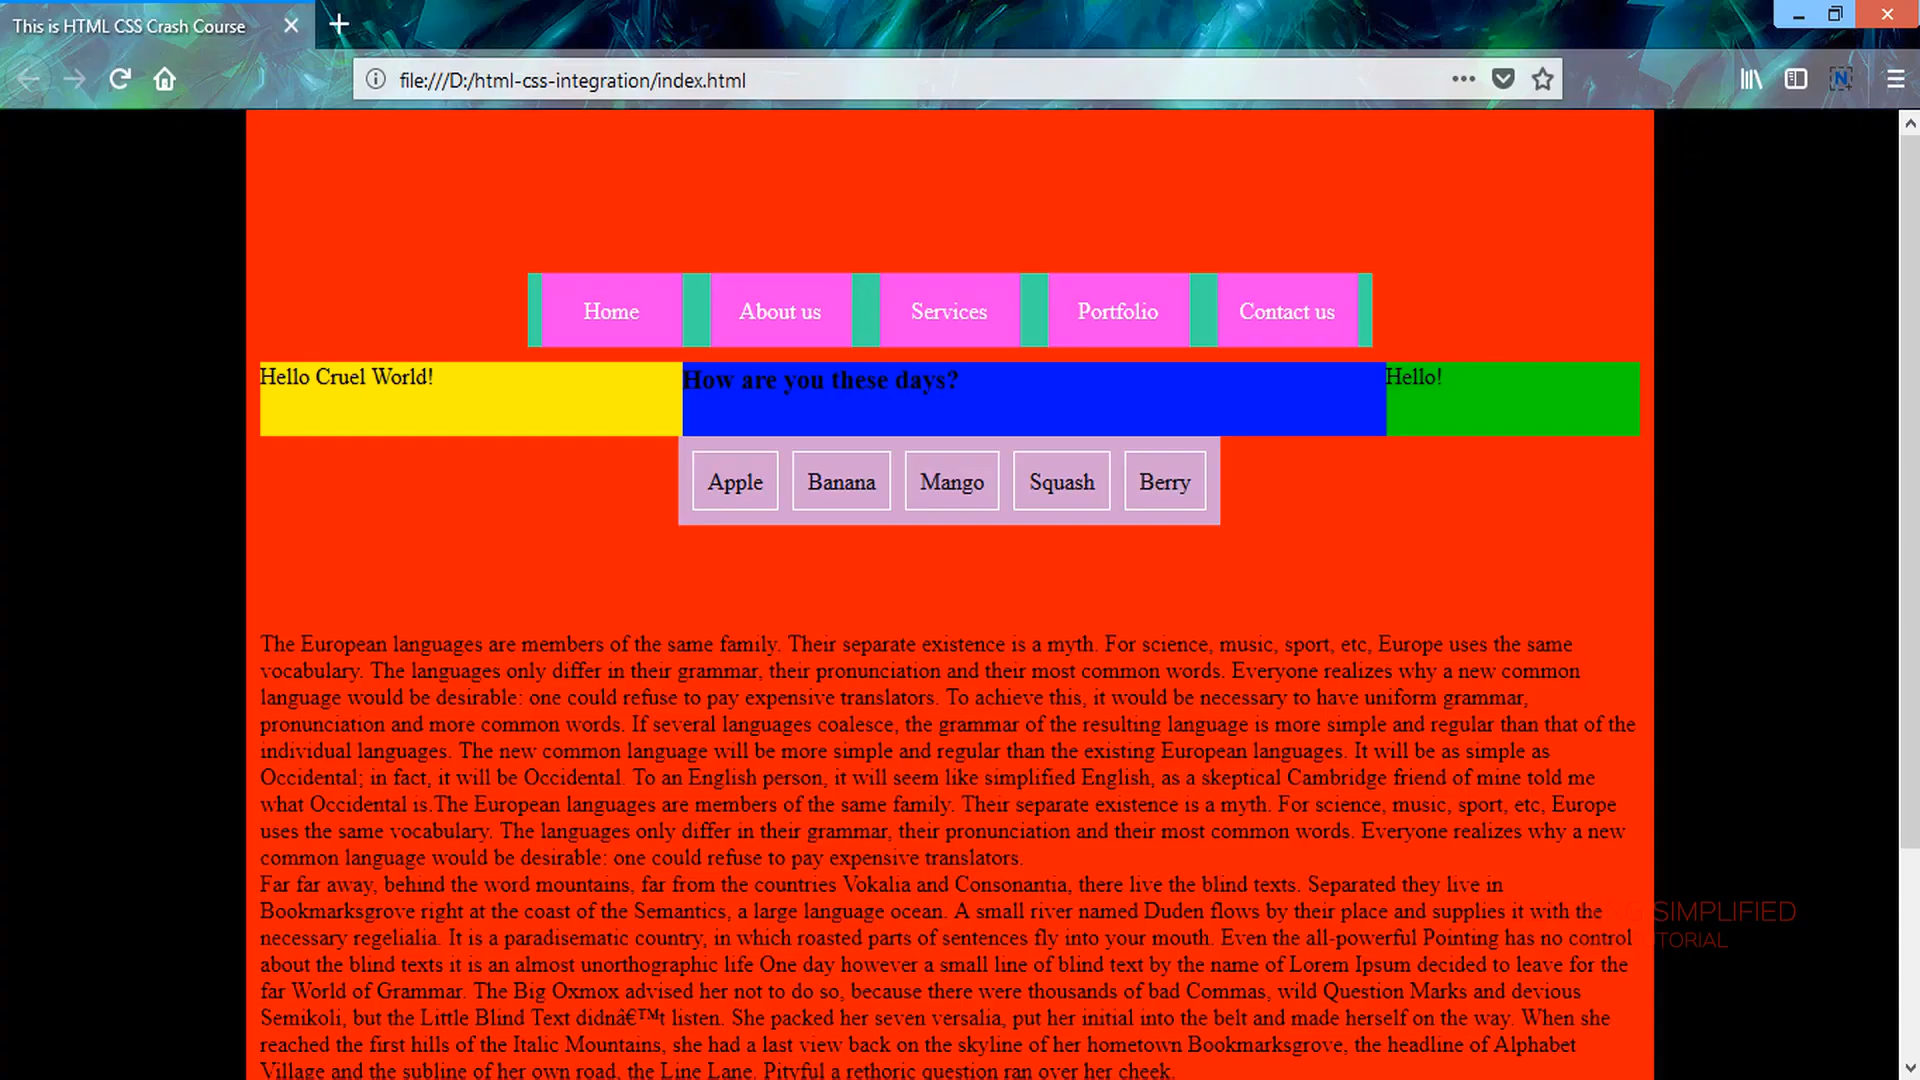 This is HTML CSS Crash Course
file:///D:/html-css-integration/index.html
Home About us Services Portfolio Contact us
Hello Cruel World! How are you these days? Hello!
Apple Banana Mango Squash Berry
The European languages are members of the same family. Their separate existence is a myth. For science, music, sport, etc, Europe uses the same
vocabulary. The languages only differ in their grammar, their pronunciation and their most common words. Everyone realizes why a new common
language would be desirable: one could refuse to pay expensive translators. To achieve this, it would be necessary to have uniform grammar,
pronunciation and more common words. If several languages coalesce, the grammar of the resulting language is more simple and regular than that of the
individual languages. The new common language will be more simple and regular than the existing European languages. It will be as simple as
Occidental; in fact, it will be Occidental. To an English person, it will seem like simplified English, as a skeptical Cambridge friend of mine told me
what Occidental is.The European languages are members of the same family. Their separate existence is a myth. For science, music, sport, etc, Europe
uses the same vocabulary. The languages only differ in their grammar, their pronunciation and their most common words. Everyone realizes why a new
common language would be desirable: one could refuse to pay expensive translators.
Far far away, behind the word mountains, far from the countries Vokalia and Consonantia, there live the blind texts. Separated they live in
Bookmarksgrove right at the coast of the Semantics, a large language ocean. A small river named Duden flows by their place and supplies it with the
SIMPLIFIED
necessary regelialia. It is a paradisematic country, in which roasted parts of sentences fly into your mouth. Even the all-powerful Pointing has no control
TORIAL
about the blind texts it is an almost unorthographic life One day however a small line of blind text by the name of Lorem Ipsum decided to leave for the
far World of Grammar. The Big Oxmox advised her not to do so, because there were thousands of bad Commas, wild Question Marks and devious
Semikoli, but the Little Blind Text didnâ€™t listen. She packed her seven versalia, put her initial into the belt and made herself on the way. When she
reached the first hills of the Italic Mountains, she had a last view back on the skyline of her hometown Bookmarksgrove, the headline of Alphabet
Village and the subline of her own road, the Line Lane. Pityful a rethoric question ran over her cheek.